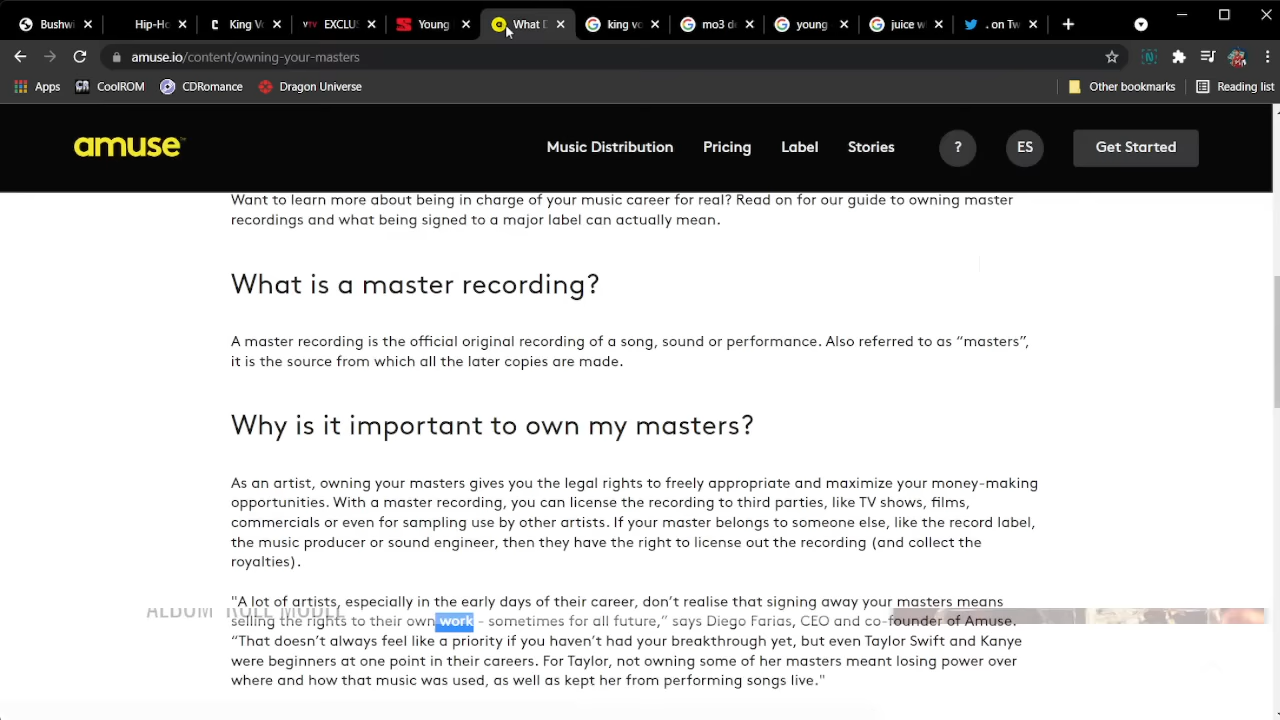 Bushwi
Hip-Ho
King Vo
EXCLUS
Young
What D
king vo
mo3 de
young
juice w
. on Tw
amuse.io/content/owning-your-masters
Apps
CoolROM
CDRomance
Dragon Universe
Other bookmarks
Reading list
amuse
Music Distribution
Pricing
Label
Stories
?
ES
Get Started
Want to learn more about being in charge of your music career for real? Read on for our guide to owning master
recordings and what being signed to a major label can actually mean.
What is a master recording?
A master recording is the official original recording of a song, sound or performance. Also referred to as “masters”,
it is the source from which all the later copies are made.
Why is it important to own my masters?
As an artist, owning your masters gives you the legal rights to freely appropriate and maximize your money-making
opportunities. With a master recording, you can license the recording to third parties, like TV shows, films,
commercials or even for sampling use by other artists. If your master belongs to someone else, like the record label,
the music producer or sound engineer, then they have the right to license out the recording (and collect the
royalties).
"A lot of artists, especially in the early days of their career, don’t realise that signing away your masters means
ALBUM
selling the rights to their own work – sometimes for all future,” says Diego Farias, CEO and co-founder of Amuse.
“That doesn’t always feel like a priority if you haven’t had your breakthrough yet, but even Taylor Swift and Kanye
were beginners at one point in their careers. For Taylor, not owning some of her masters meant losing power over
where and how that music was used, as well as kept her from performing songs live."